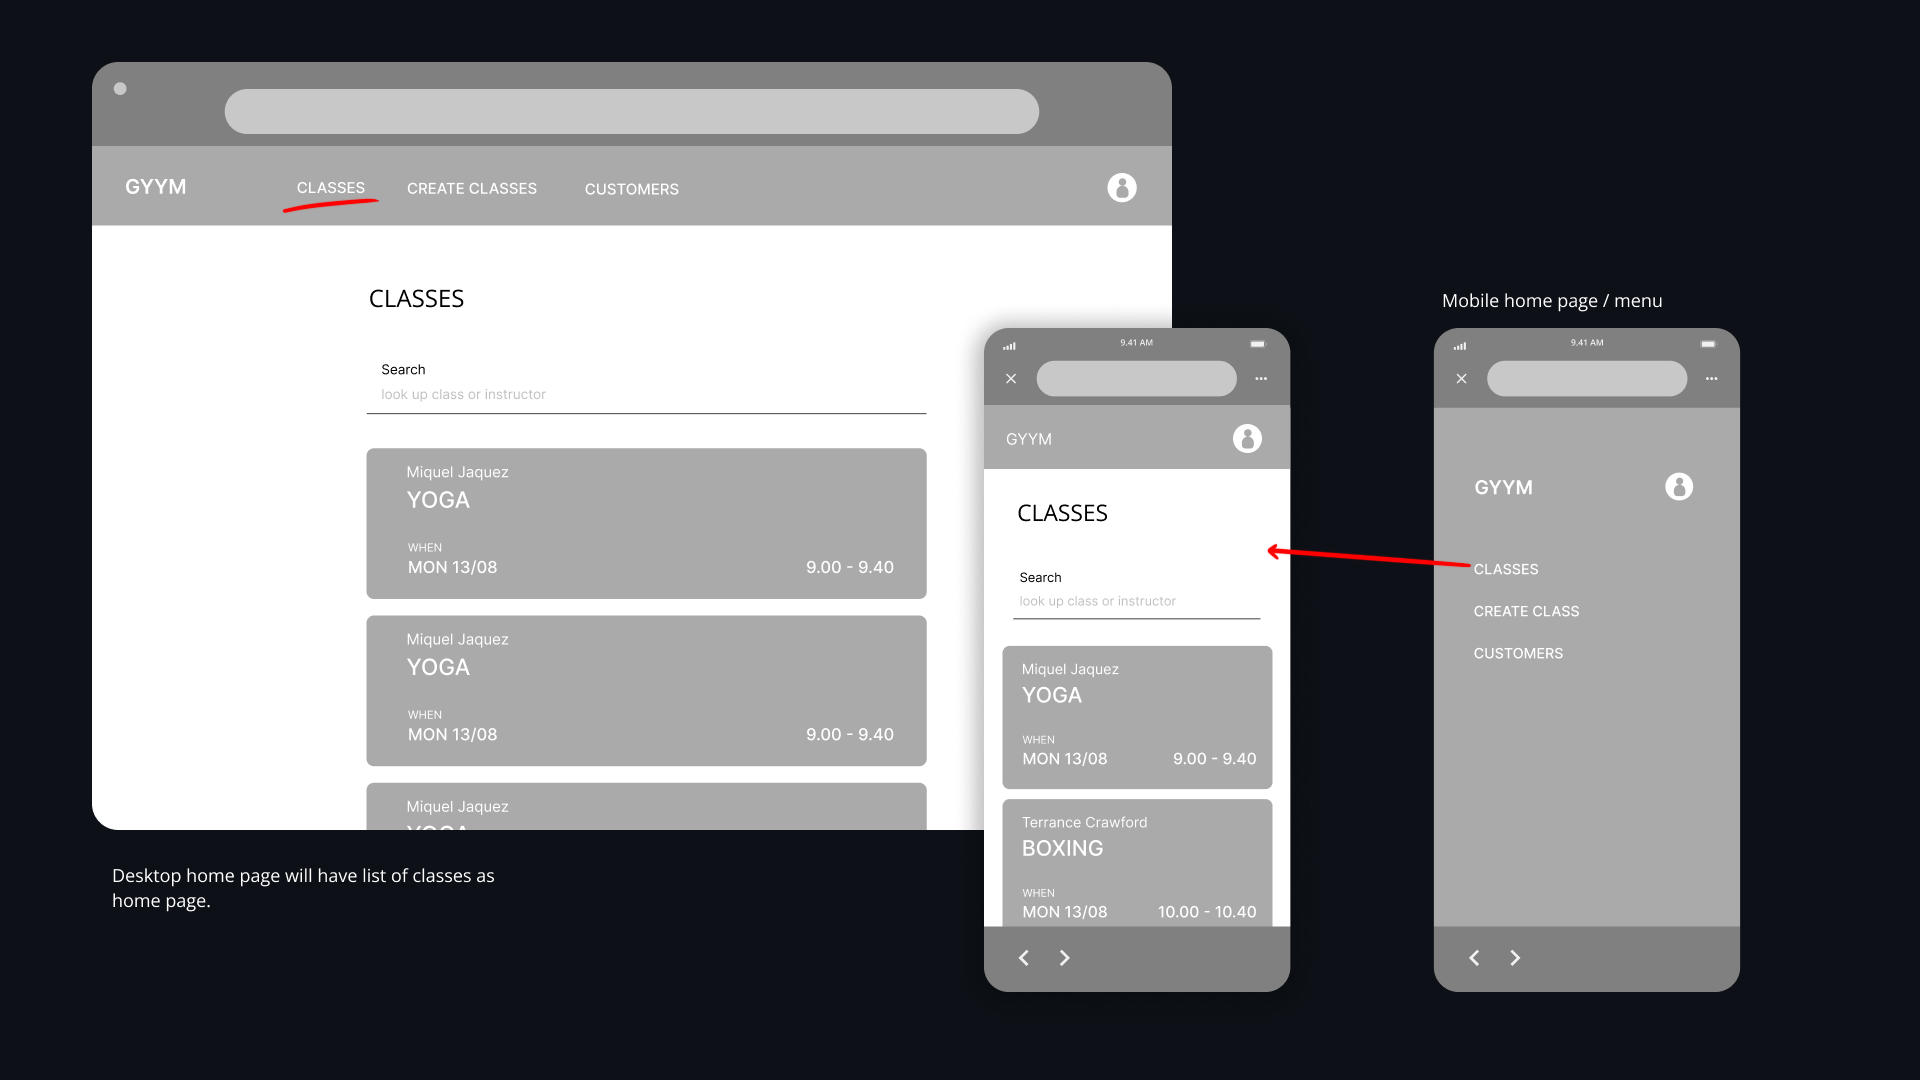 GYYM
CLASSES
CREATE CLASSES
CUSTOMERS
CLASSES
Search
look up class or instructor
Miquel Jaquez
YOGA
WHEN
MON 13/08
9.00 - 9.40
Miquel Jaquez
YOGA
WHEN
MON 13/08
9.00 - 9.40
Miquel Jaquez
YOGA
Desktop home page will have list of classes as
home page.
9.41 AM
GYYM
CLASSES
Search
look up class or instructor
Miquel Jaquez
YOGA
WHEN
MON 13/08
9.00 - 9.40
Terrance Crawford
BOXING
WHEN
MON 13/08
10.00 - 10.40
Mobile home page / menu
9.41 AM
GYYM
CLASSES
CREATE CLASS
CUSTOMERS